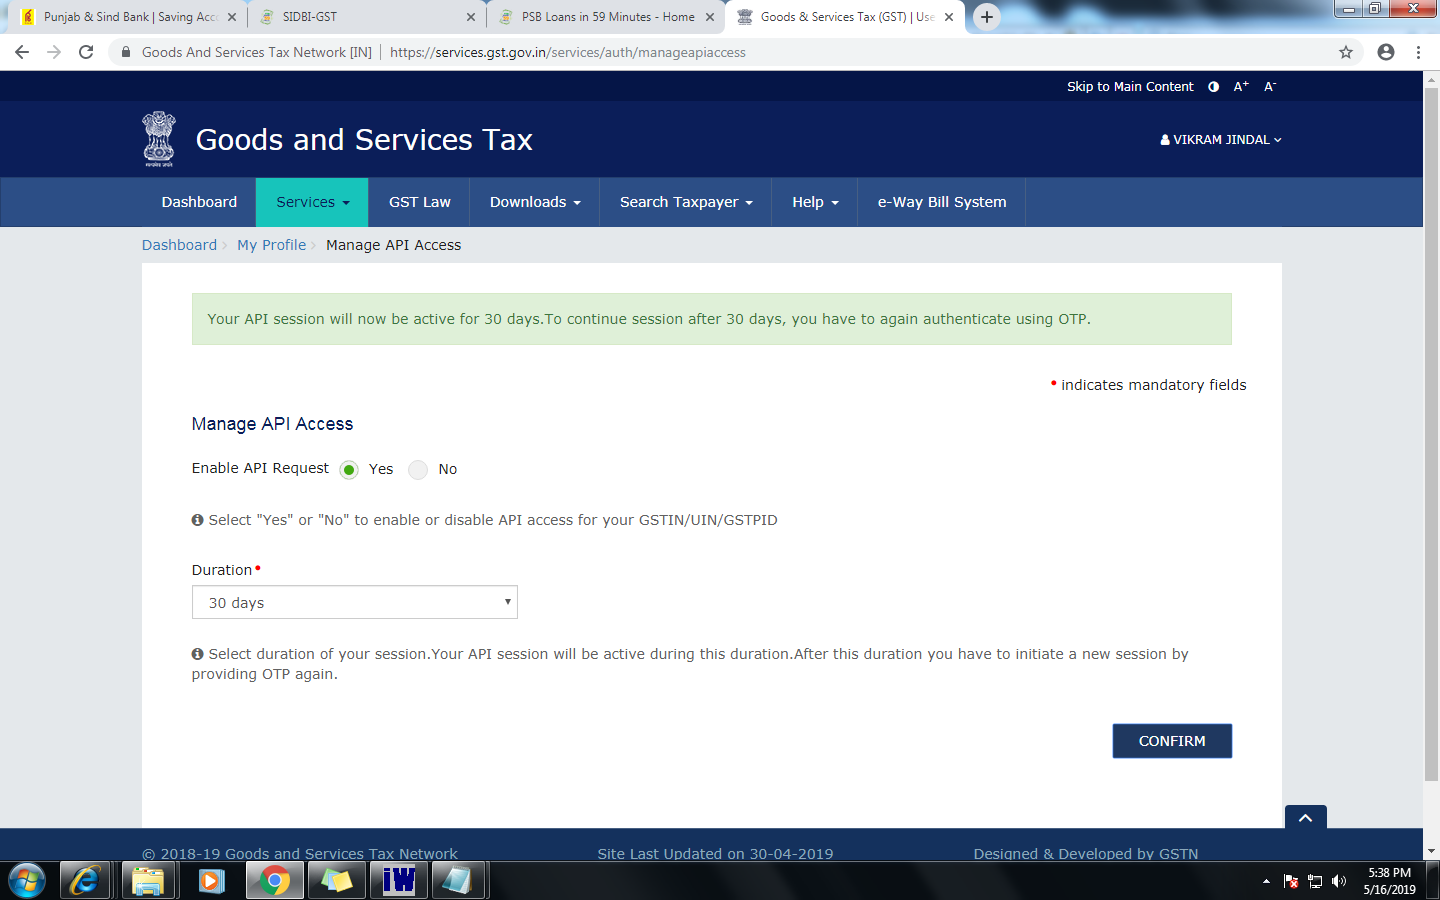 Punjab & Sind Bank | Saving Acc
SIDBI-GST
PSB Loans in 59 Minutes - Home
Goods & Services Tax (GST) | Use
Goods And Services Tax Network [IN] | https://services.gst.gov.in/services/auth/manageapiaccess
Skip to Main Content A+ A-
Goods and Services Tax
VIKRAM JINDAL
Dashboard Services GST Law Downloads Search Taxpayer Help e-Way Bill System
Dashboard > My Profile > Manage API Access
Your API session will now be active for 30 days.To continue session after 30 days, you have to again authenticate using OTP.
• indicates mandatory fields
Manage API Access
Enable API Request Yes No
Select "Yes" or "No" to enable or disable API access for your GSTIN/UIN/GSTPID
Duration•
30 days
Select duration of your session.Your API session will be active during this duration.After this duration you have to initiate a new session by
providing OTP again.
CONFIRM
© 2018-19 Goods and Services Tax Network Site Last Updated on 30-04-2019 Designed & Developed by GSTN
iW
5:38 PM
5/16/2019